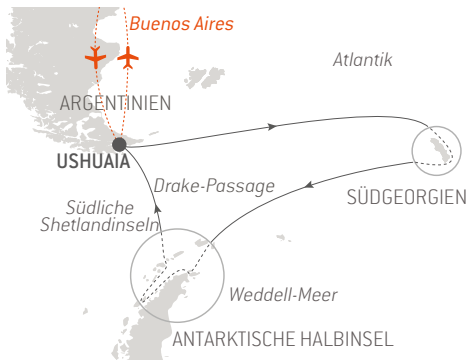 Buenos Aires
Atlantik
ARGENTINIEN
USHUAIA
Drake-Passage
SÜDGEORGIEN
Südliche
Shetlandinseln
Weddell-Meer
ANTARKTISCHE HALBINSEL